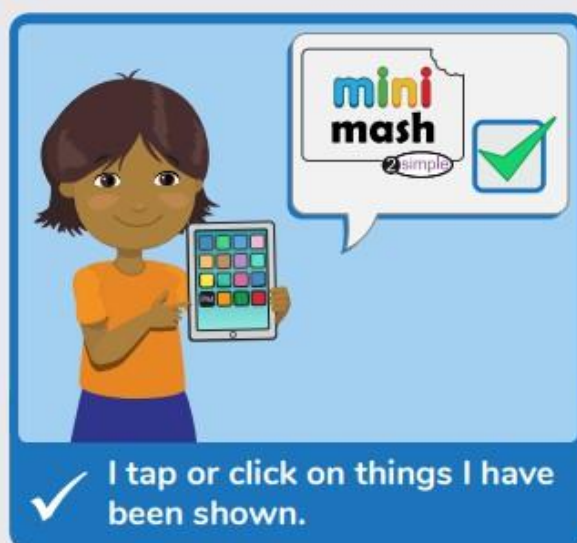 mini
mash
2simple
I tap or click on things I have
been shown.